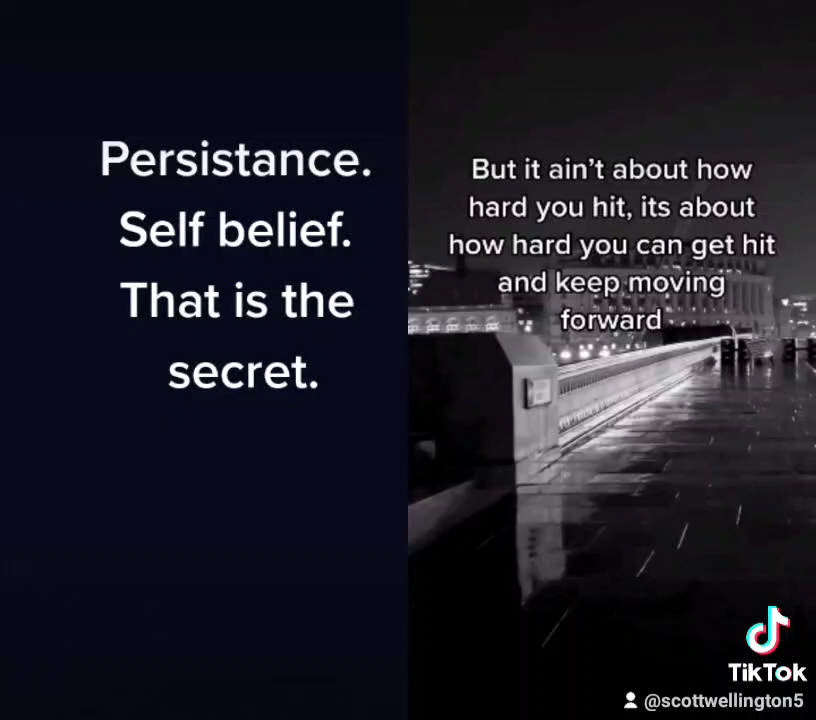 Persistance.
Self belief.
That is the
secret.
But it ain't about how
hard you hit, its about
how hard you can get hit
and keep moving
forward
TikTok
@scottwellington5